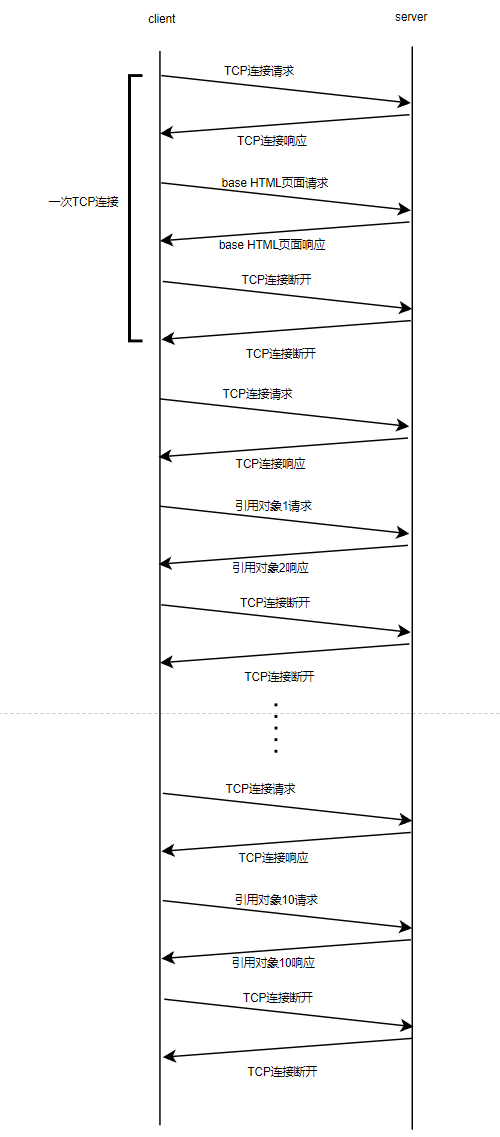 client
server
TCP连接请求
TCP连接响应
一次TCP连接
base HTML页面请求
base HTML页面响应
TCP连接断开
TCP连接断开
TCP连接请求
TCP连接响应
引用对象1请求
引用对象2响应
TCP连接断开
TCP连接断开
TCP连接请求
TCP连接响应
引用对象10请求
引用对象10响应
TCP连接断开
TCP连接断开